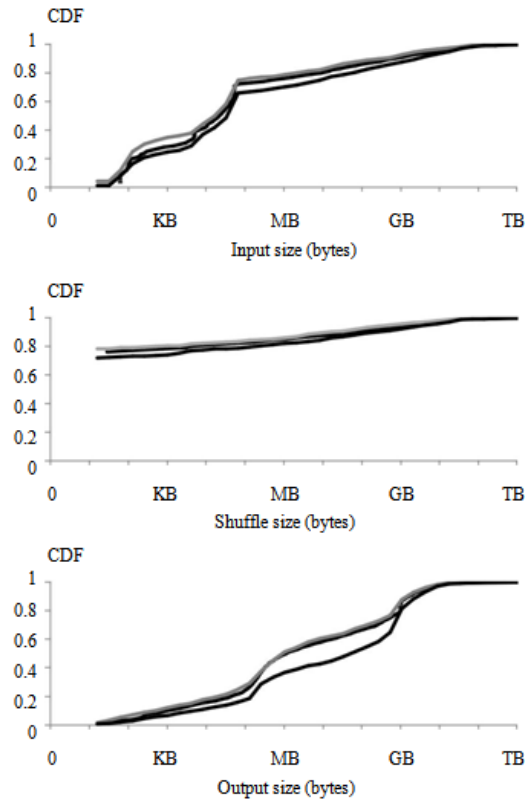 CDF
1
0.8
0.6
0.4
0.2
0
0 KB MB GB TB
Input size (bytes)
CDF
1
0.8
0.6
0.4
0.2
0
0 KB MB GB TB
Shuffle size (bytes)
CDF
1
0.8
0.6
0.4
0.2
0
0 KB MB GB TB
Output size (bytes)